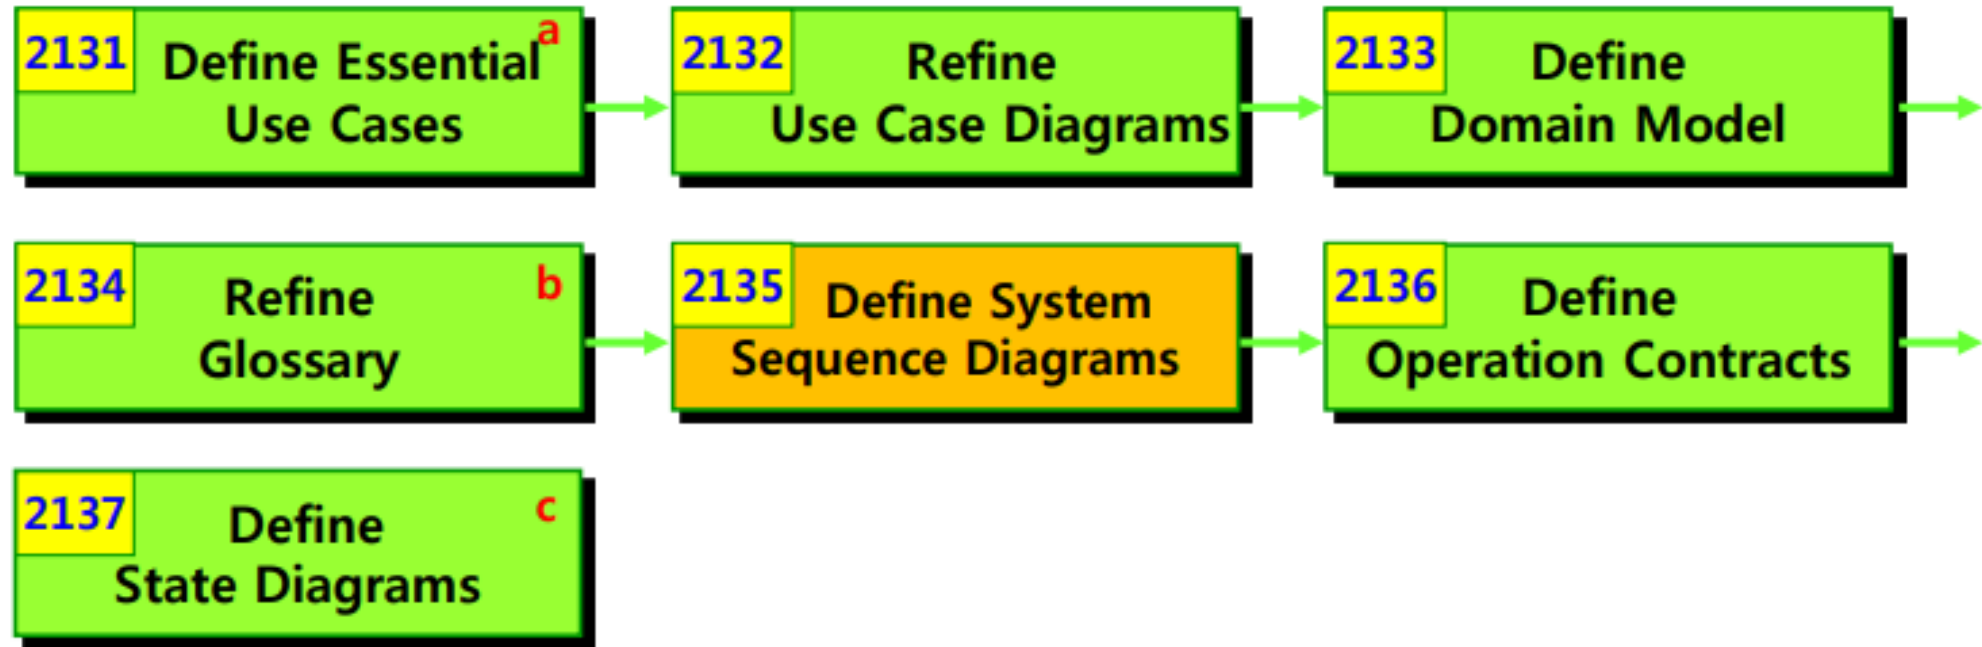 2131
Define Essential a
Use Cases
2132
Refine
Use Case Diagrams
2133
Define
Domain Model
2134
Refine b
Glossary
2135
Define System
Sequence Diagrams
2136
Define
Operation Contracts
2137
Define c
State Diagrams